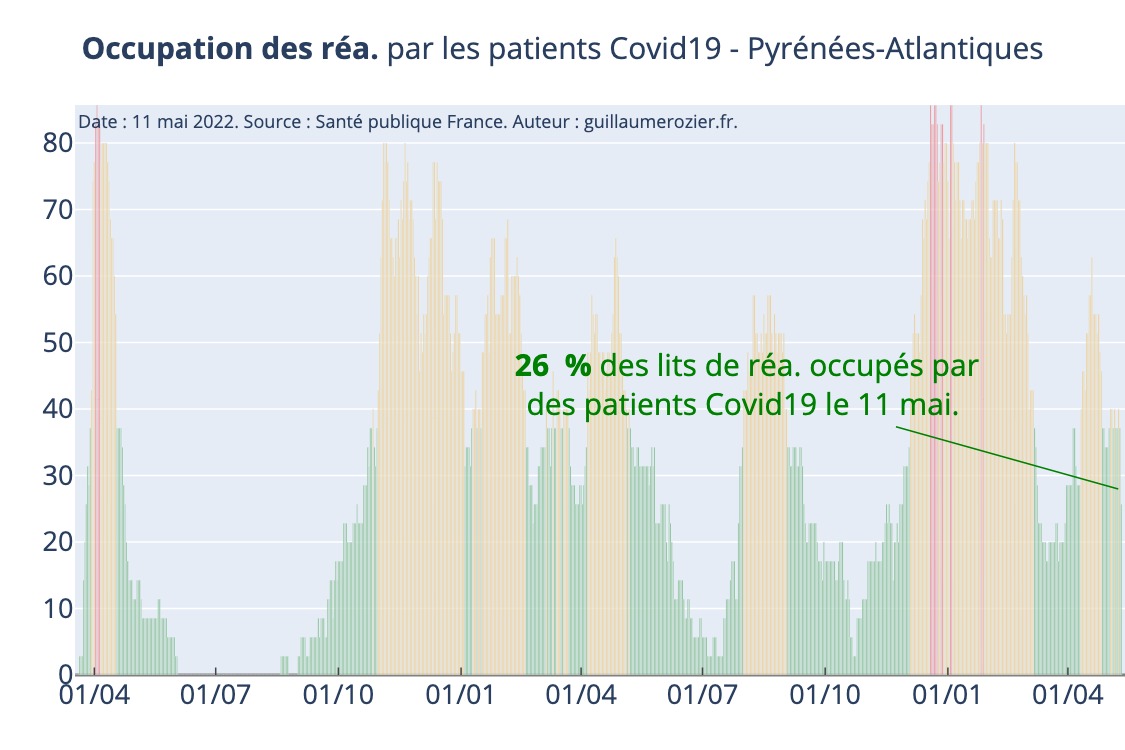 Occupation des réa. par les patients Covid19 - Pyrénées-Atlantiques
Date : 11 mai 2022. Source : Santé publique France. Auteur : guillaumerozier.fr.
80
70
60
50
40
30
20
10
0
26 % des lits de réa. occupés par
des patients Covid19 le 11 mai.
01/04 01/07 01/10 01/01 01/04 01/07 01/10 01/01 01/04